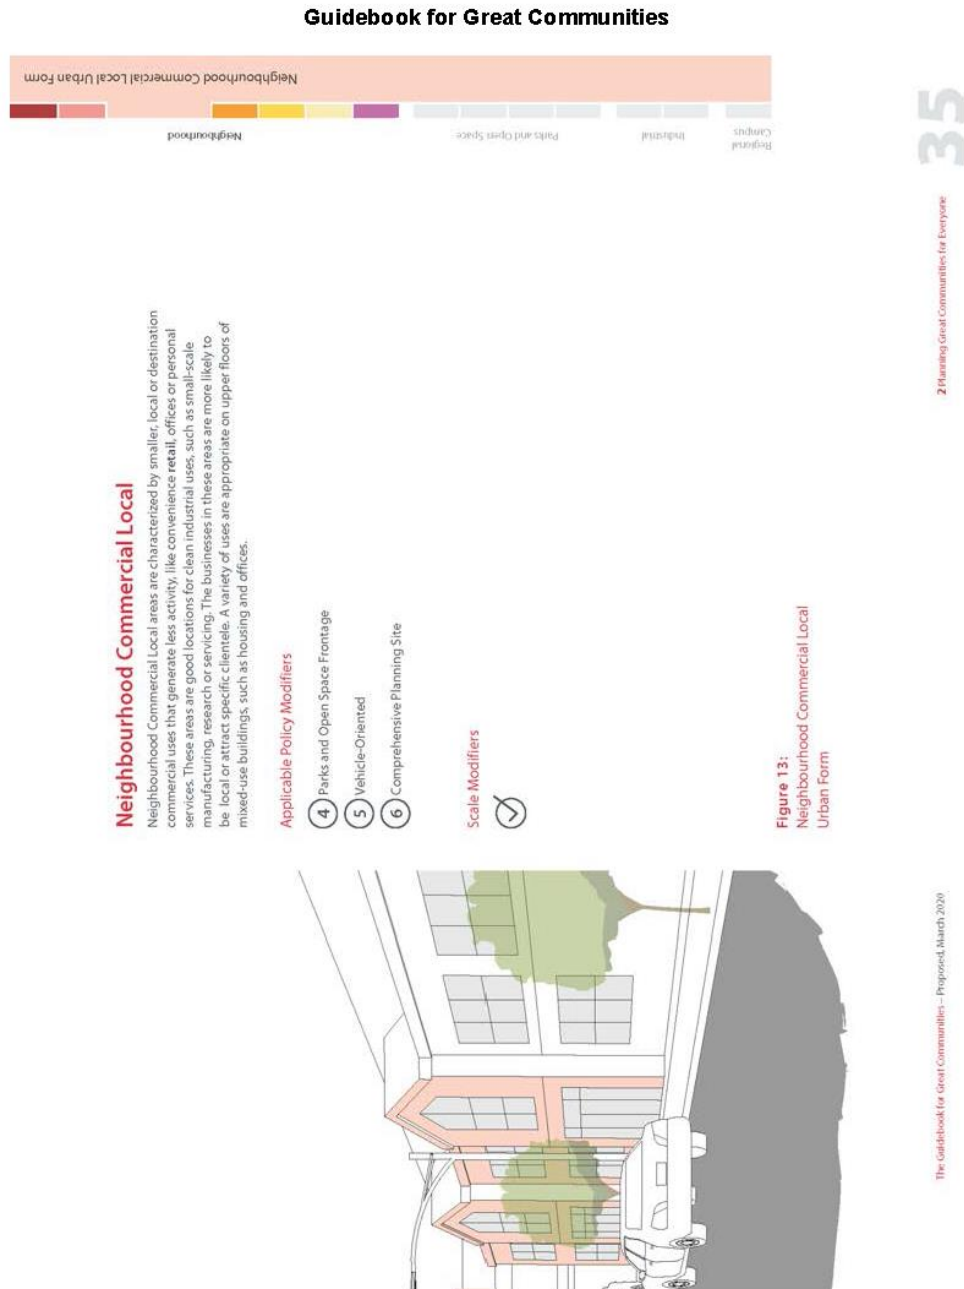 Guidebook for Great Communities
Neighbourhood Commercial Local Urban Form
Neighbourhood
Parks and Open Space
Industrial
Regional
Campus
Neighbourhood Commercial Local
Neighbourhood Commercial Local areas are characterized by smaller, local or destination
commercial uses that generate less activity, like convenience retail, offices or personal
services. These areas are good locations for clean industrial uses, such as small-scale
manufacturing, research or servicing. The businesses in these areas are more likely to
be local or attract specific clientele. A variety of uses are appropriate on upper floors of
mixed-use buildings, such as housing and offices.
Applicable Policy Modifiers
4 Parks and Open Space Frontage
5 Vehicle-Oriented
6 Comprehensive Planning Site
Scale Modifiers
Figure 13:
Neighbourhood Commercial Local
Urban Form
The Guidebook for Great Communities – Proposed, March 2020
2 Planning Great Communities for Everyone
35